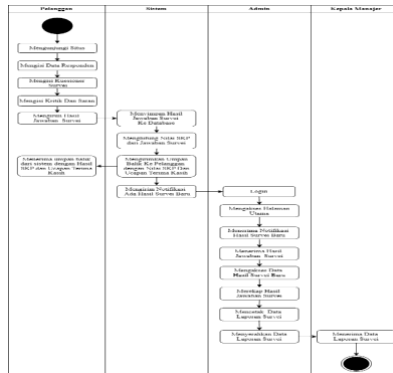 Pelanggan
Sistem
Admin
Kepala Manajer
Mengunjungi Situs
Mengisi Data Responden
Mengisi Kuesioner
Survei
Mengisi Kritik Dan Saran
Mengirim Hasil
Jawaban Survei
Menyimpan Hasil
Jawaban Survei
Ke Database
Menghitung Nilai SKP
dari Jawaban Survei
Mengirimkan Umpan
Balik Ke Pelanggan
dengan Nilai SKP Dan
Ucapan Terima Kasih
Menerima umpan balik
dari sistem dengan Hasil
SKP dan Ucapan Terima
Kasih
Mengirim Notifikasi
Ada Hasil Survei Baru
Login
Mengakses Halaman
Utama
Menerima Notifikasi
Hasil Survei Baru
Menerima Hasil
Jawaban Survei
Mengakses Data
Hasil Survei Baru
Merekap Hasil
Jawaban Survei
Mencetak Data
Laporan Survei
Menyerahkan Data
Laporan Survei
Menerima Data
Laporan Survei